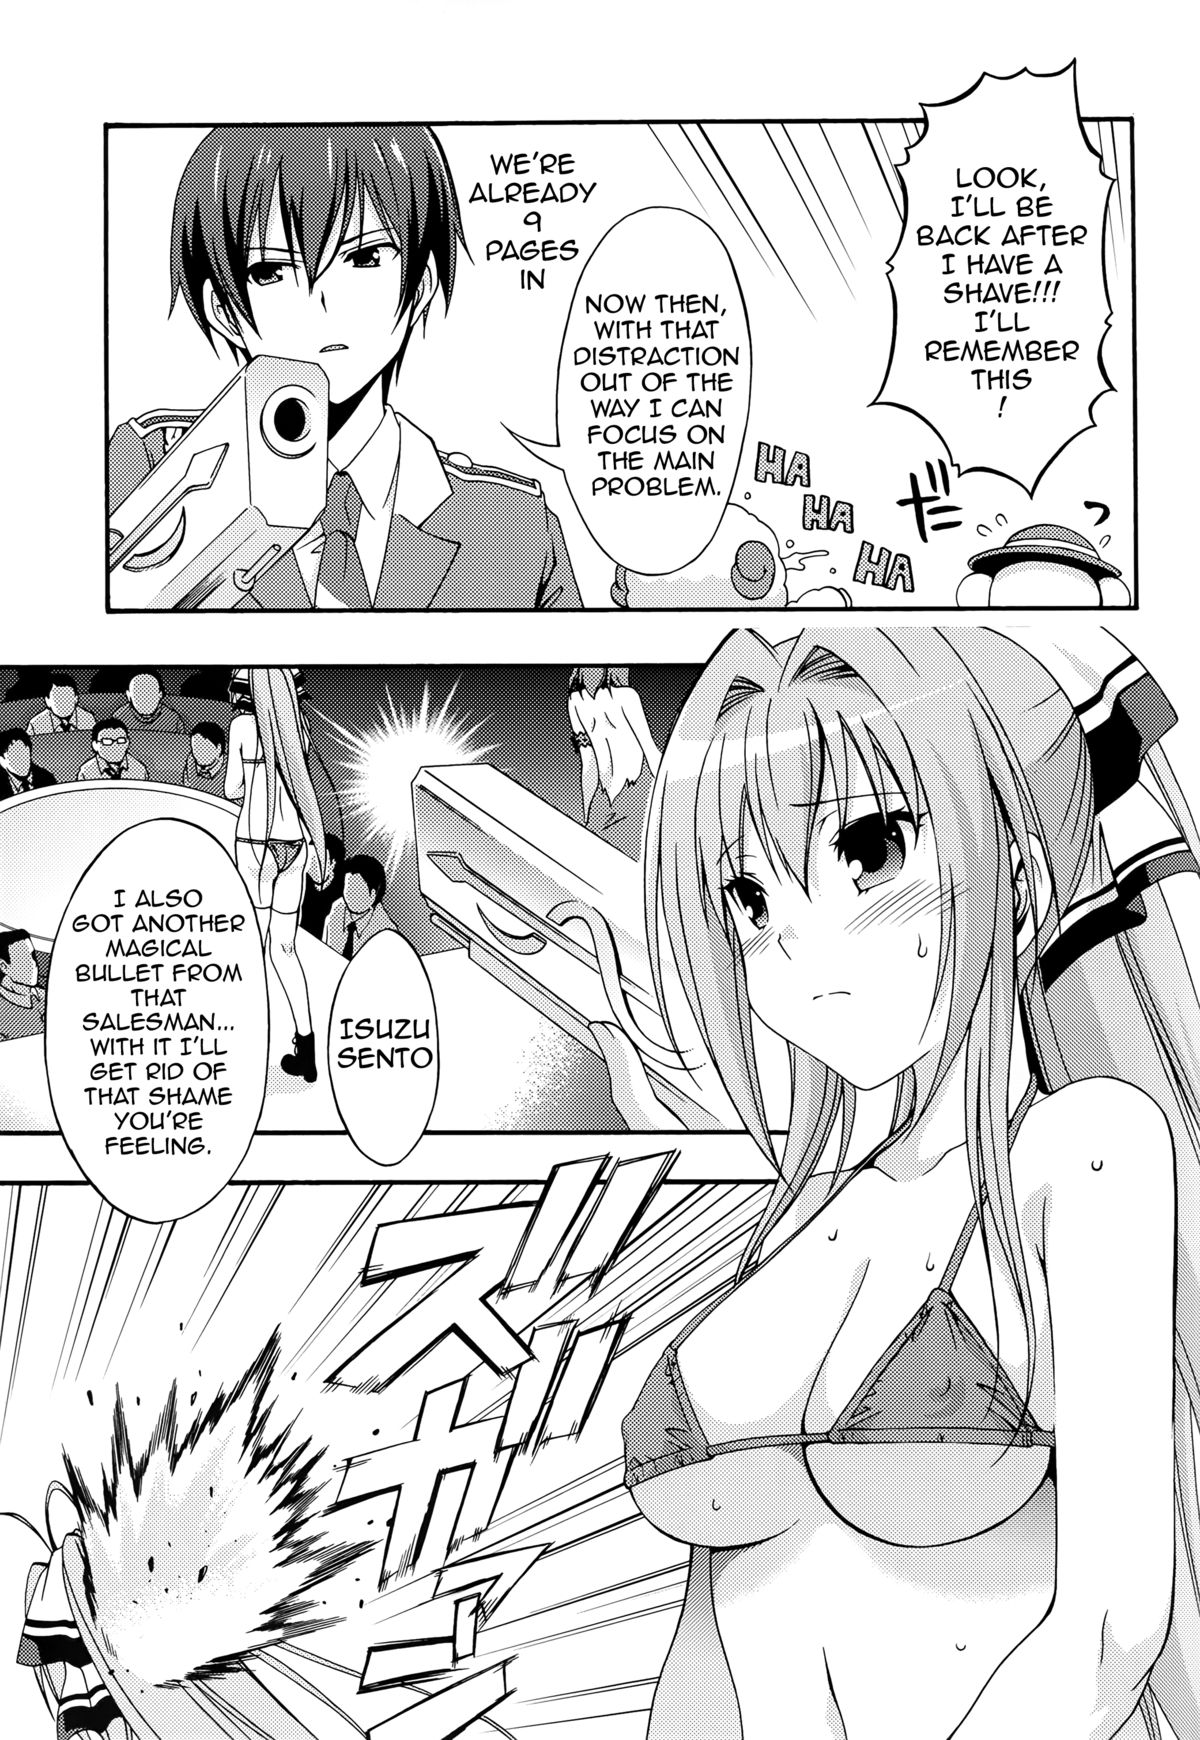 LOOK,
I'LL BE
BACK AFTER
I HAVE A
SHAVE!!!
I'LL
REMEMBER
THIS
!
WE'RE
ALREADY
9
PAGES
IN
NOW THEN,
WITH THAT
DISTRACTION
OUT OF THE
WAY I CAN
FOCUS ON
THE MAIN
PROBLEM.
HA
HA
HA
ダッ
ISUZU
SENTO
I ALSO
GOT ANOTHER
MAGICAL
BULLET FROM
THAT
SALESMAN...
WITH IT I'LL
GET RID OF
THAT SHAME
YOU'RE
FEELING.